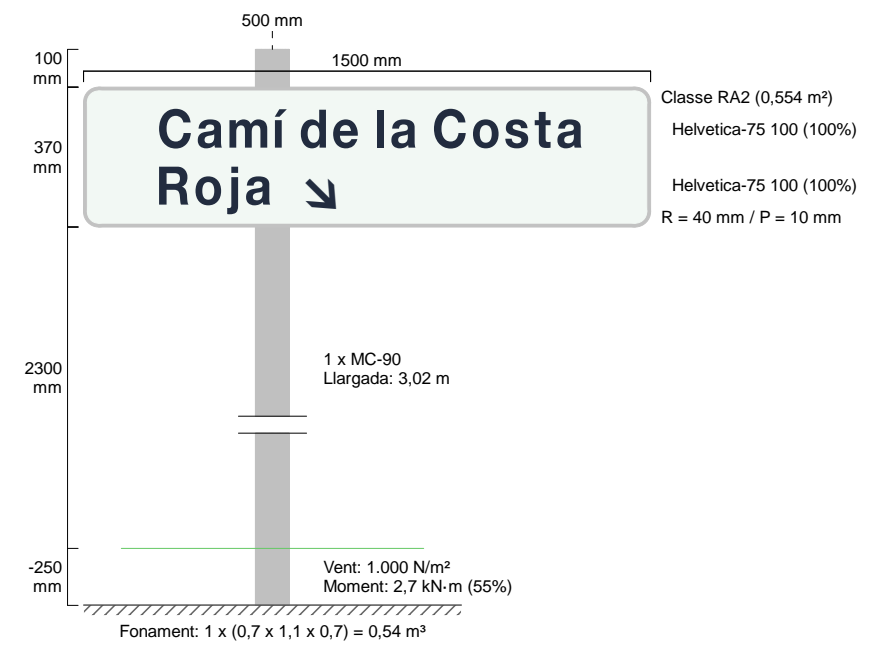 500 mm
100
mm
1500 mm
Classe RA2 (0,554 m²)
Camí de la Costa
Helvetica-75 100 (100%)
370
mm
Roja ↘
Helvetica-75 100 (100%)
R = 40 mm / P = 10 mm
2300
mm
1 x MC-90
Llargada: 3,02 m
-250
mm
Vent: 1.000 N/m²
Moment: 2,7 kN·m (55%)
Fonament: 1 x (0,7 x 1,1 x 0,7) = 0,54 m³